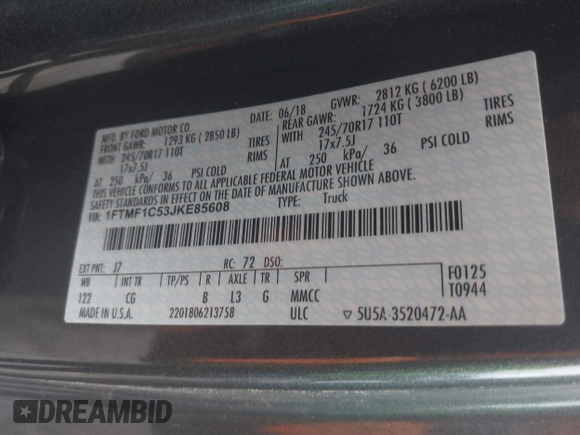 MFD. BY FORD MOTOR CO.
DATE: 06/18 GVWR: 2812 KG ( 6200 LB)
FRONT GAWR: 1293 KG ( 2850 LB)
REAR GAWR: 1724 KG ( 3800 LB)
WITH 245/70R17 110T TIRES
WITH 245/70R17 110T TIRES
17x7.5J RIMS
17x7.5J RIMS
AT 250 kPa/ 36 PSI COLD
AT 250 kPa/ 36 PSI COLD
THIS VEHICLE CONFORMS TO ALL APPLICABLE FEDERAL MOTOR VEHICLE
SAFETY STANDARDS IN EFFECT ON THE DATE OF MANUFACTURE SHOWN ABOVE.
VIN: 1FTMF1C53JKE85608 TYPE: Truck
EXT PNT: J7 RC: 72 DSO: F0125
WB INT TR TP/PS R AXLE TR SPR T0944
122 CG B L3 G MMCC
MADE IN U.S.A. 2201806213758 ULC ▽ 5U5A-3520472-AA
DREAMBID